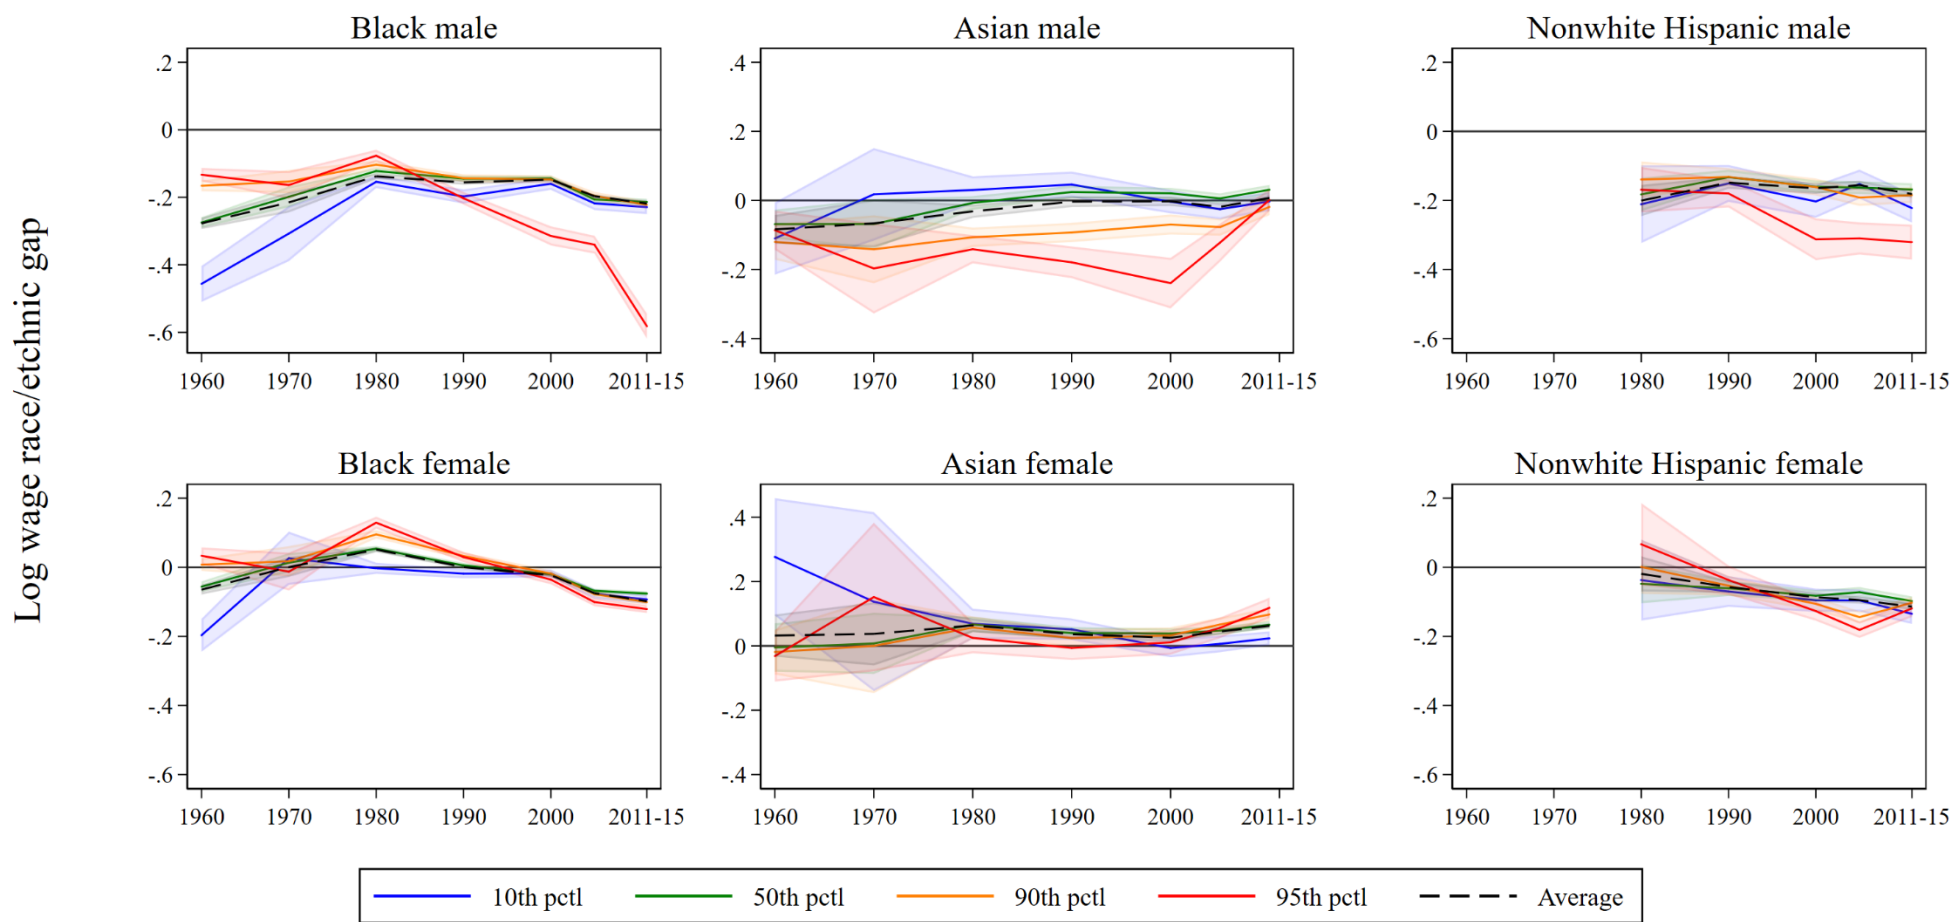 Log wage race/etchnic gap
Black male
.2
0
-.2
-.4
-.6
1960 1970 1980 1990 2000 2011-15
Asian male
.4
.2
0
-.2
-.4
1960 1970 1980 1990 2000 2011-15
Nonwhite Hispanic male
.2
0
-.2
-.4
-.6
1960 1970 1980 1990 2000 2011-15
Black female
.2
0
-.2
-.4
-.6
1960 1970 1980 1990 2000 2011-15
Asian female
.4
.2
0
-.2
-.4
1960 1970 1980 1990 2000 2011-15
Nonwhite Hispanic female
.2
0
-.2
-.4
-.6
1960 1970 1980 1990 2000 2011-15
10th pctl 50th pctl 90th pctl 95th pctl Average